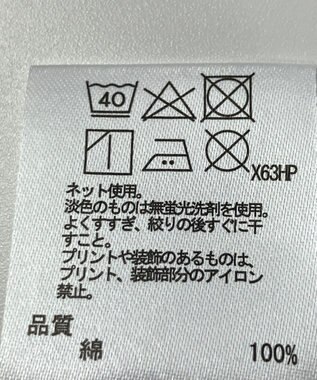 40
X63HP
ネット使用。
淡色のものは無蛍光洗剤を使用。
よくすすぎ、絞りの後すぐに干
すこと。
プリントや装飾のあるものは、
プリント、装飾部分のアイロン
禁止。
品質
綿 100%